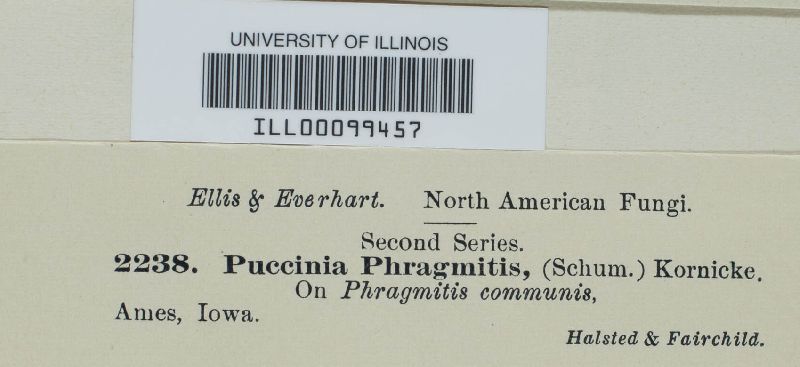 UNIVERSITY OF ILLINOIS
ILL00099457
Ellis & Everhart. North American Fungi.
Second Series.
2238. Puccinia Phragmitis, (Schum.) Kornicke.
On Phragmitis communis,
Ames, Iowa.
Halsted & Fairchild.